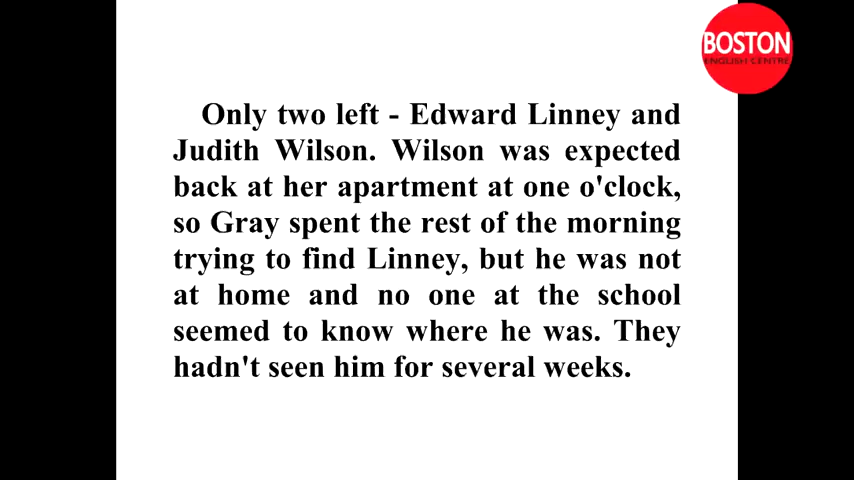 BOSTON
ENGLISH CENTRE
Only two left - Edward Linney and
Judith Wilson. Wilson was expected
back at her apartment at one o'clock,
so Gray spent the rest of the morning
trying to find Linney, but he was not
at home and no one at the school
seemed to know where he was. They
hadn't seen him for several weeks.